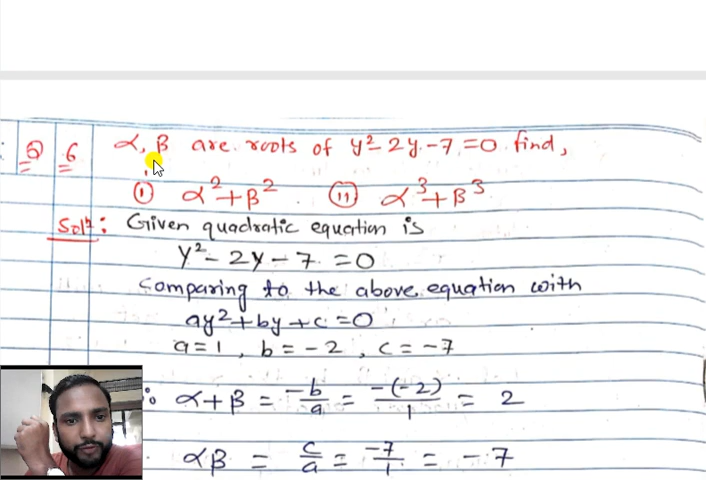 Q 6 α, β are roots of y² - 2y - 7 = 0 find,
(i) α² + β² (ii) α³ + β³
Solⁿ: Given quadratic equation is
y² - 2y - 7 = 0
Comparing to the above equation with
ay² + by + c = 0
a = 1, b = -2, c = -7
∴ α + β = -b/a = -(-2)/1 = 2
αβ = c/a = -7/1 = -7